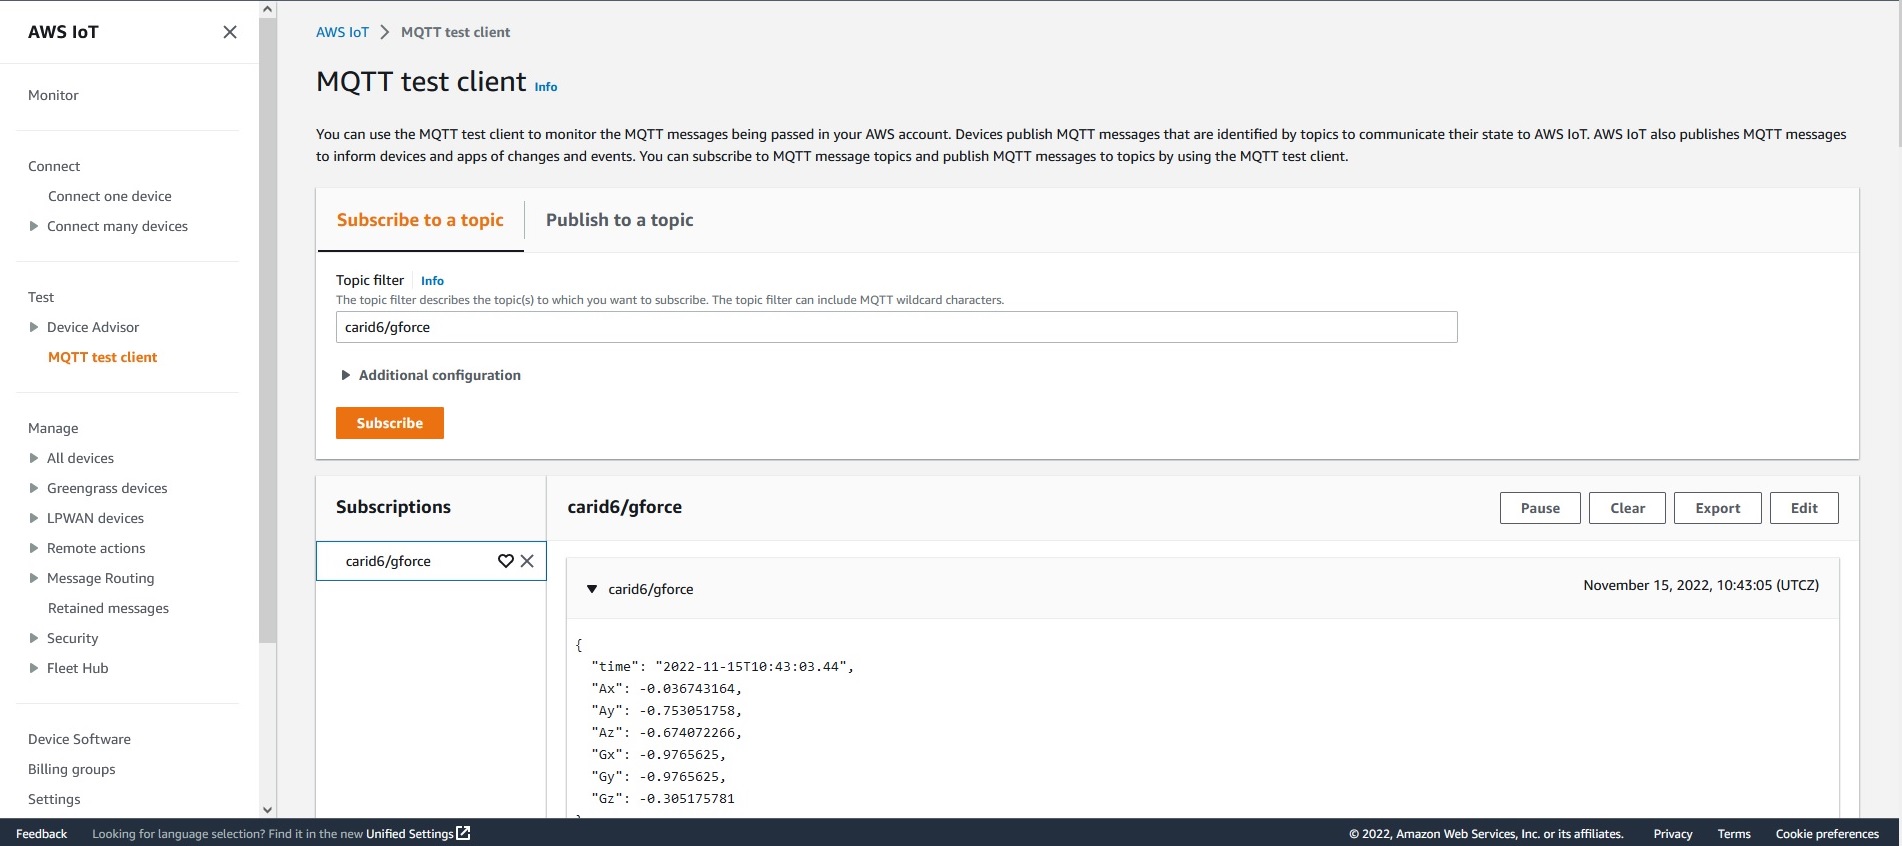 AWS IoT
Monitor
Connect
Connect one device
Connect many devices
Test
Device Advisor
MQTT test client
Manage
All devices
Greengrass devices
LPWAN devices
Remote actions
Message Routing
Retained messages
Security
Fleet Hub
Device Software
Billing groups
Settings
AWS IoT > MQTT test client
MQTT test client Info
You can use the MQTT test client to monitor the MQTT messages being passed in your AWS account. Devices publish MQTT messages that are identified by topics to communicate their state to AWS IoT. AWS IoT also publishes MQTT messages
to inform devices and apps of changes and events. You can subscribe to MQTT message topics and publish MQTT messages to topics by using the MQTT test client.
Subscribe to a topic Publish to a topic
Topic filter Info
The topic filter describes the topic(s) to which you want to subscribe. The topic filter can include MQTT wildcard characters.
carid6/gforce
Additional configuration
Subscribe
Subscriptions
carid6/gforce
carid6/gforce
Pause Clear Export Edit
carid6/gforce
November 15, 2022, 10:43:05 (UTCZ)
{
"time": "2022-11-15T10:43:03.44",
"Ax": -0.036743164,
"Ay": -0.753051758,
"Az": -0.674072266,
"Gx": -0.9765625,
"Gy": -0.9765625,
"Gz": -0.305175781
Feedback Looking for language selection? Find it in the new Unified Settings
© 2022, Amazon Web Services, Inc. or its affiliates. Privacy Terms Cookie preferences